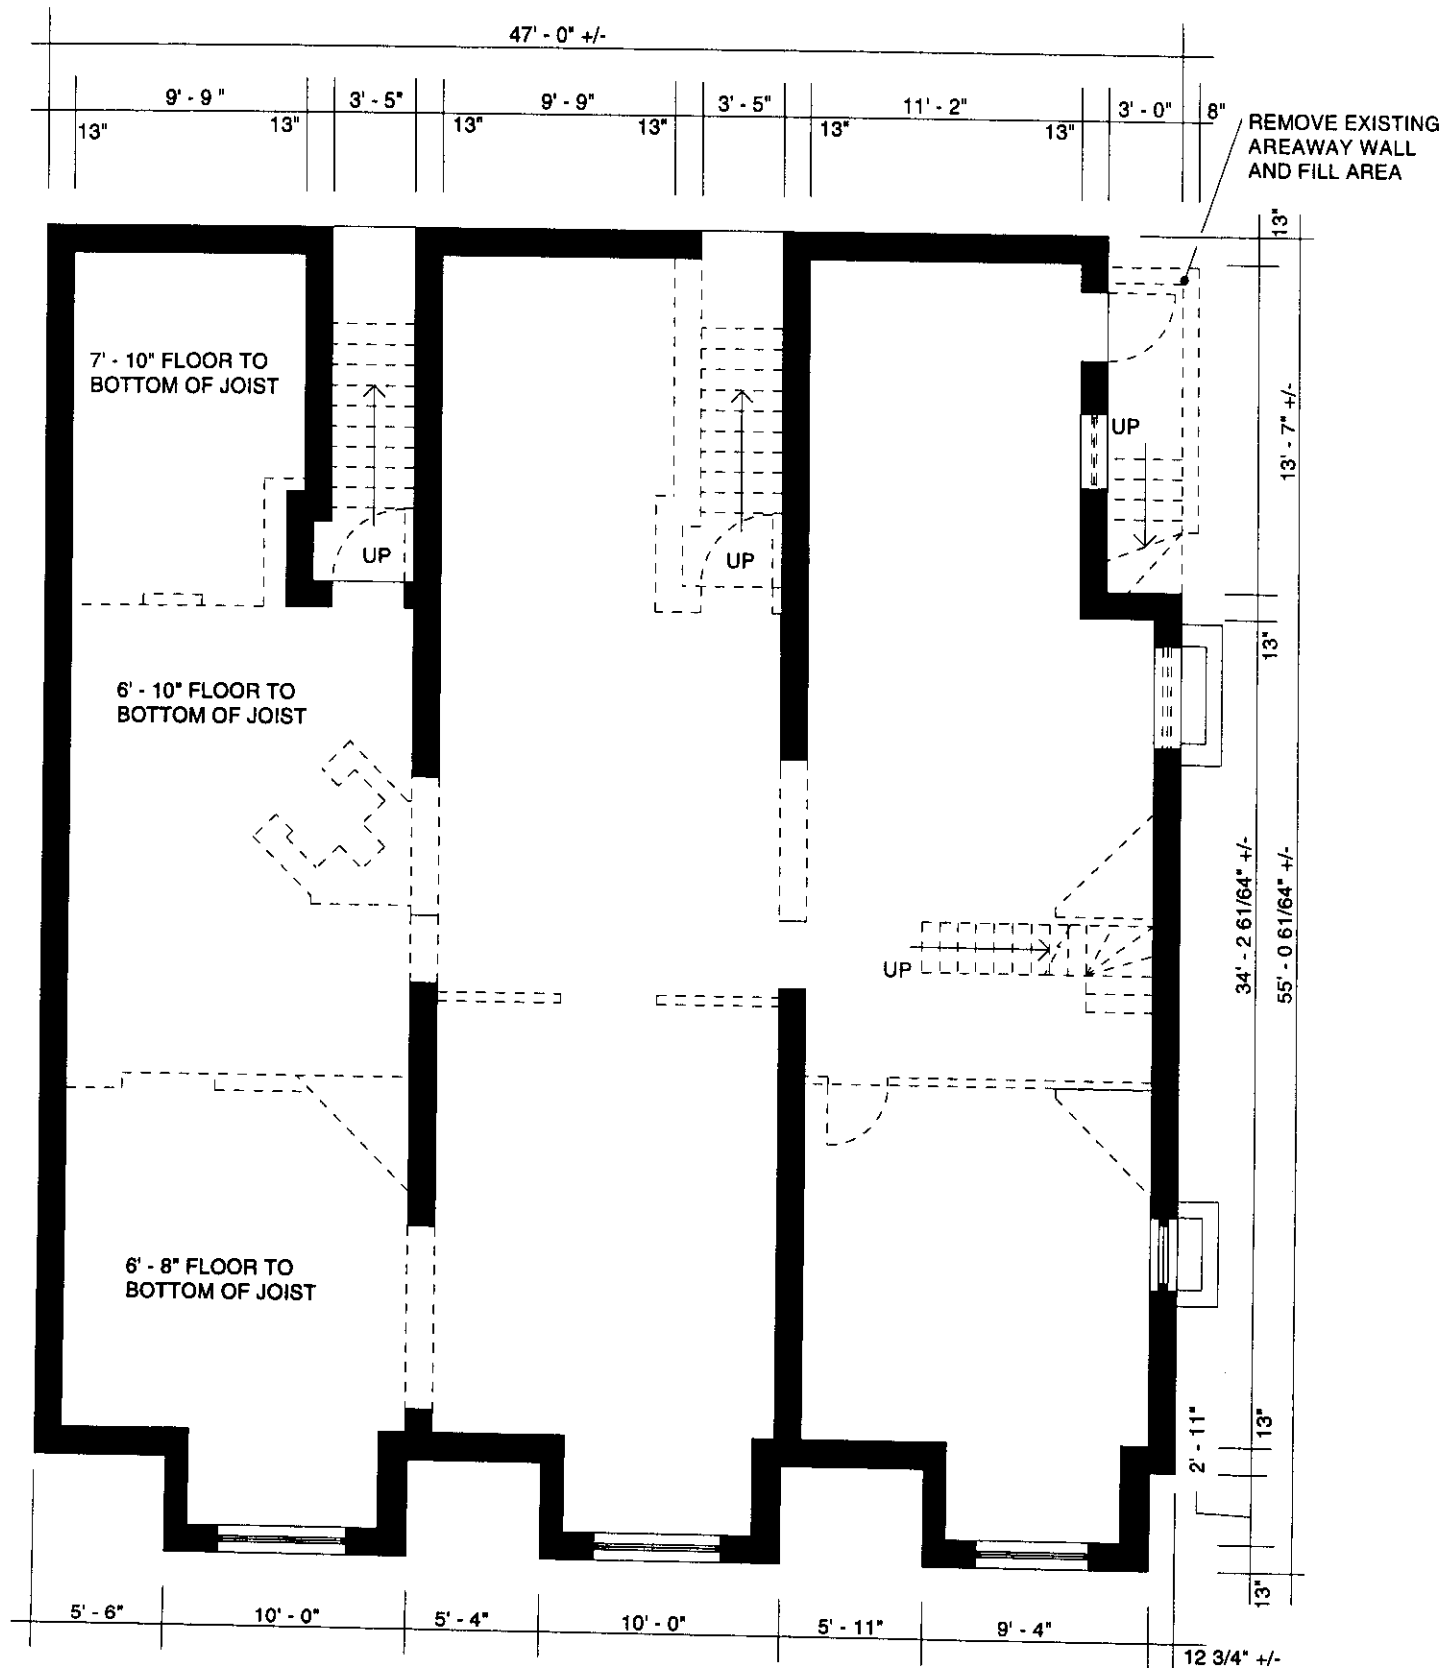 47' - 0" +/-
9' - 9 "
3' - 5"
9' - 9"
3' - 5"
11' - 2"
3' - 0"
8"
13"
13"
13"
13"
13"
13"
REMOVE EXISTING
AREAWAY WALL
AND FILL AREA
13"
7' - 10" FLOOR TO
BOTTOM OF JOIST
13' - 7" +/-
UP
UP
UP
13"
6' - 10" FLOOR TO
BOTTOM OF JOIST
34' - 2 61/64" +/-
55' - 0 61/64" +/-
UP
6' - 8" FLOOR TO
BOTTOM OF JOIST
2' - 11"
13"
13"
5' - 6"
10' - 0"
5' - 4"
10' - 0"
5' - 11"
9' - 4"
12 3/4" +/-